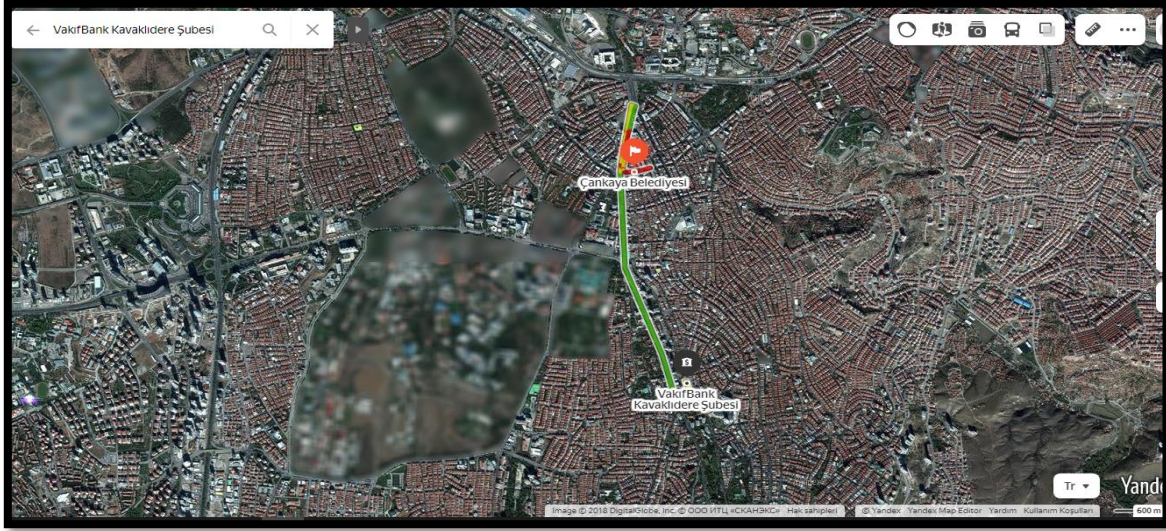 VakıfBank Kavaklıdere Şubesi
Çankaya Belediyesi
VakıfBank
Kavaklıdere Şubesi
Tr
Yande
Image © 2018 DigitalGlobe, Inc. © ООО ИТЦ «СКАНЭКС» Hak sahipleri
© Yandex Yandex Map Editor Yardım Kullanım Koşulları
600 m